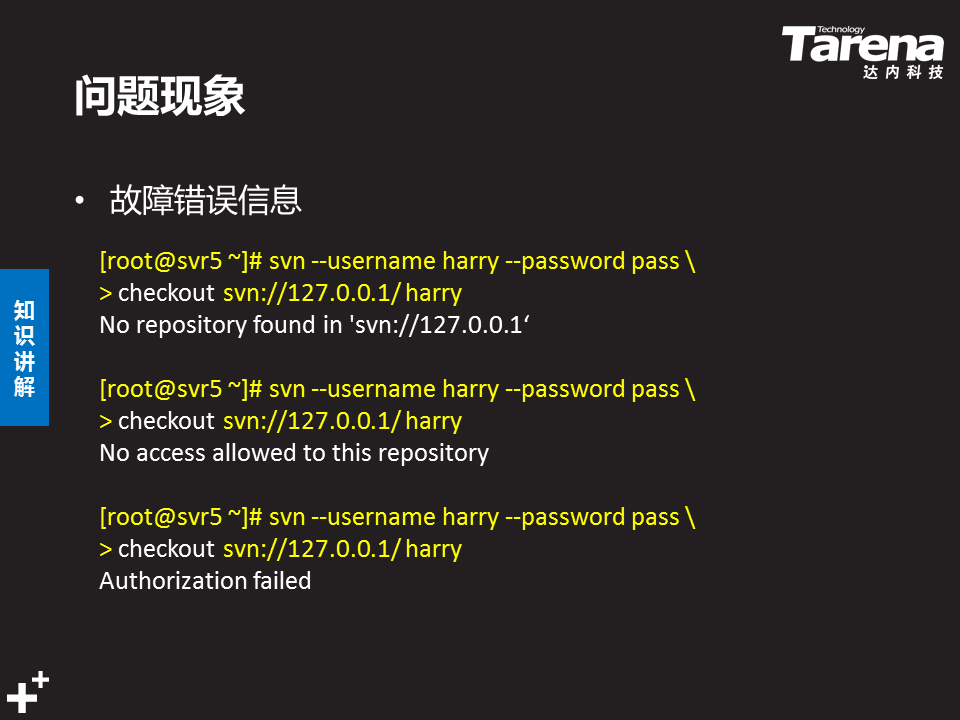 Technology
Tarena
达内科技
问题现象
• 故障错误信息
[root@svr5 ~]# svn --username harry --password pass \
> checkout svn://127.0.0.1/ harry
No repository found in 'svn://127.0.0.1‘
[root@svr5 ~]# svn --username harry --password pass \
> checkout svn://127.0.0.1/ harry
No access allowed to this repository
[root@svr5 ~]# svn --username harry --password pass \
> checkout svn://127.0.0.1/ harry
Authorization failed
知识讲解